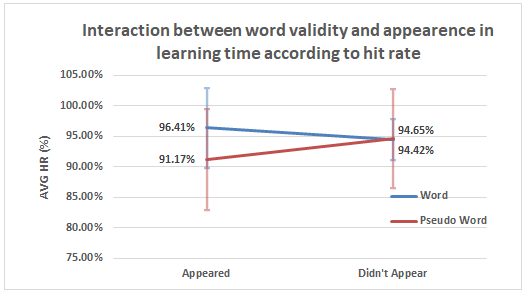 Interaction between word validity and appearence in
learning time according to hit rate
105.00%
100.00%
95.00%
90.00%
85.00%
80.00%
75.00%
AVG HR (%)
96.41%
91.17%
94.65%
94.42%
Word
Pseudo Word
Appeared
Didn't Appear